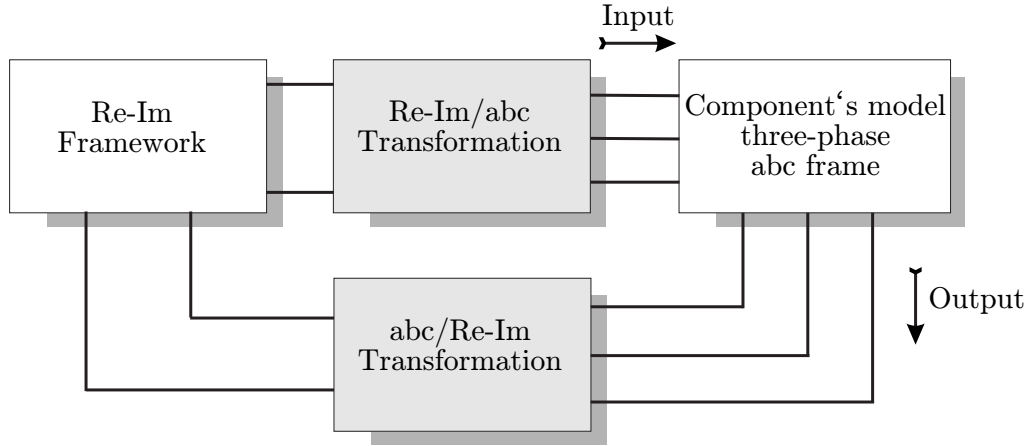 Input
Re-Im
Framework
Re-Im/abc
Transformation
Component‘s model
three-phase
abc frame
abc/Re-Im
Transformation
Output